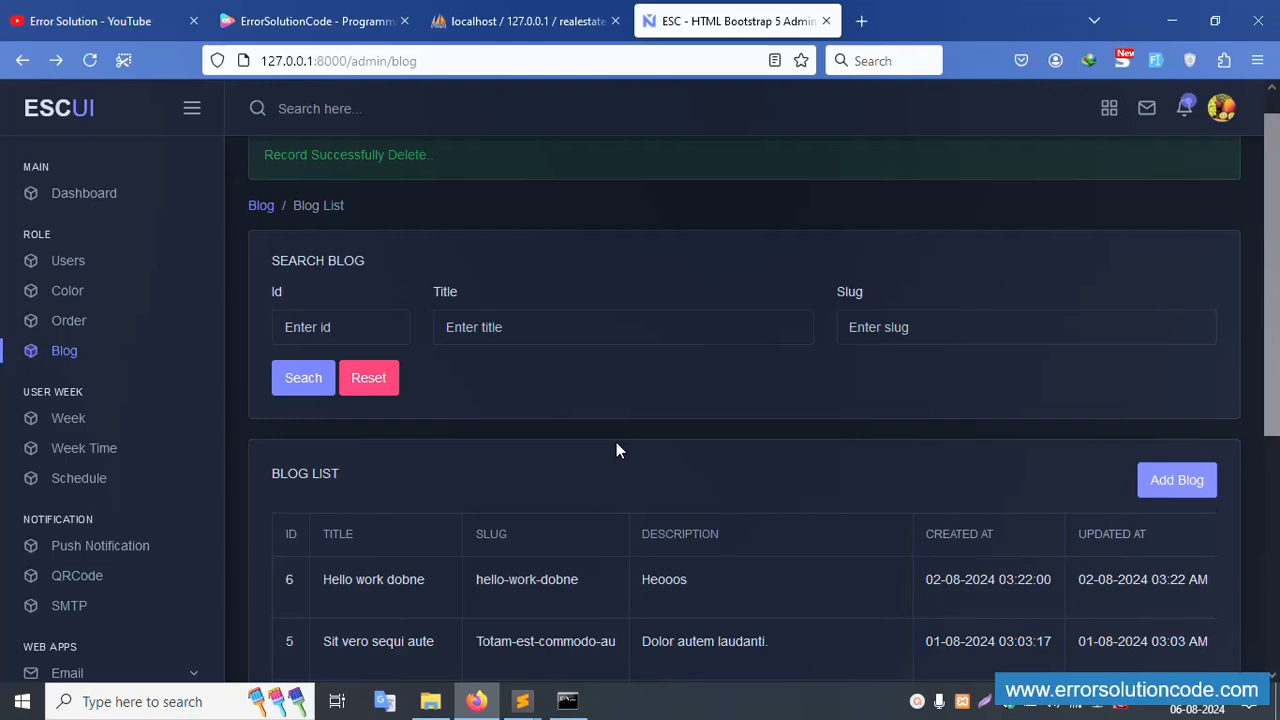 Error Solution - YouTube
ErrorSolutionCode - Programm
localhost / 127.0.0.1 / realestate
ESC - HTML Bootstrap 5 Admin
127.0.0.1:8000/admin/blog
Search
New
ESCUI
Search here...
MAIN
Dashboard
ROLE
Users
Color
Order
Blog
USER WEEK
Week
Week Time
Schedule
NOTIFICATION
Push Notification
QRCode
SMTP
WEB APPS
Email
Record Successfully Delete..
Blog / Blog List
SEARCH BLOG
Id Title Slug
Enter id Enter title Enter slug
Seach Reset
BLOG LIST
Add Blog
ID TITLE SLUG DESCRIPTION CREATED AT UPDATED AT
6 Hello work dobne hello-work-dobne Heooos 02-08-2024 03:22:00 02-08-2024 03:22 AM
5 Sit vero sequi aute Totam-est-commodo-au Dolor autem laudanti. 01-08-2024 03:03:17 01-08-2024 03:03 AM
Type here to search
www.errorsolutioncode.com
06-08-2024